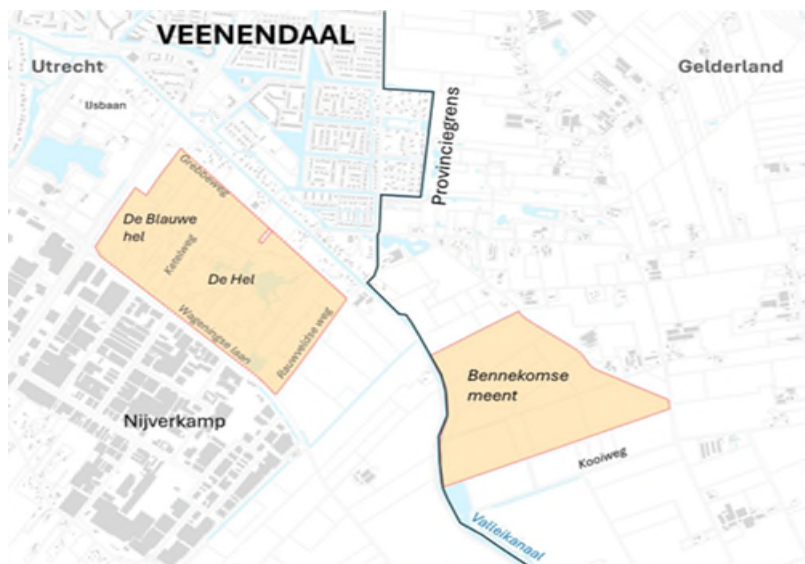 VEENENDAAL
Utrecht
Gelderland
IJsbaan
Provinciegrens
Grebbeweg
De Blauwe
hel
Ketelweg
De Hel
Wageningse laan
Rauwveldse weg
Bennekomse
meent
Nijverkamp
Kooiweg
Valleikanaal